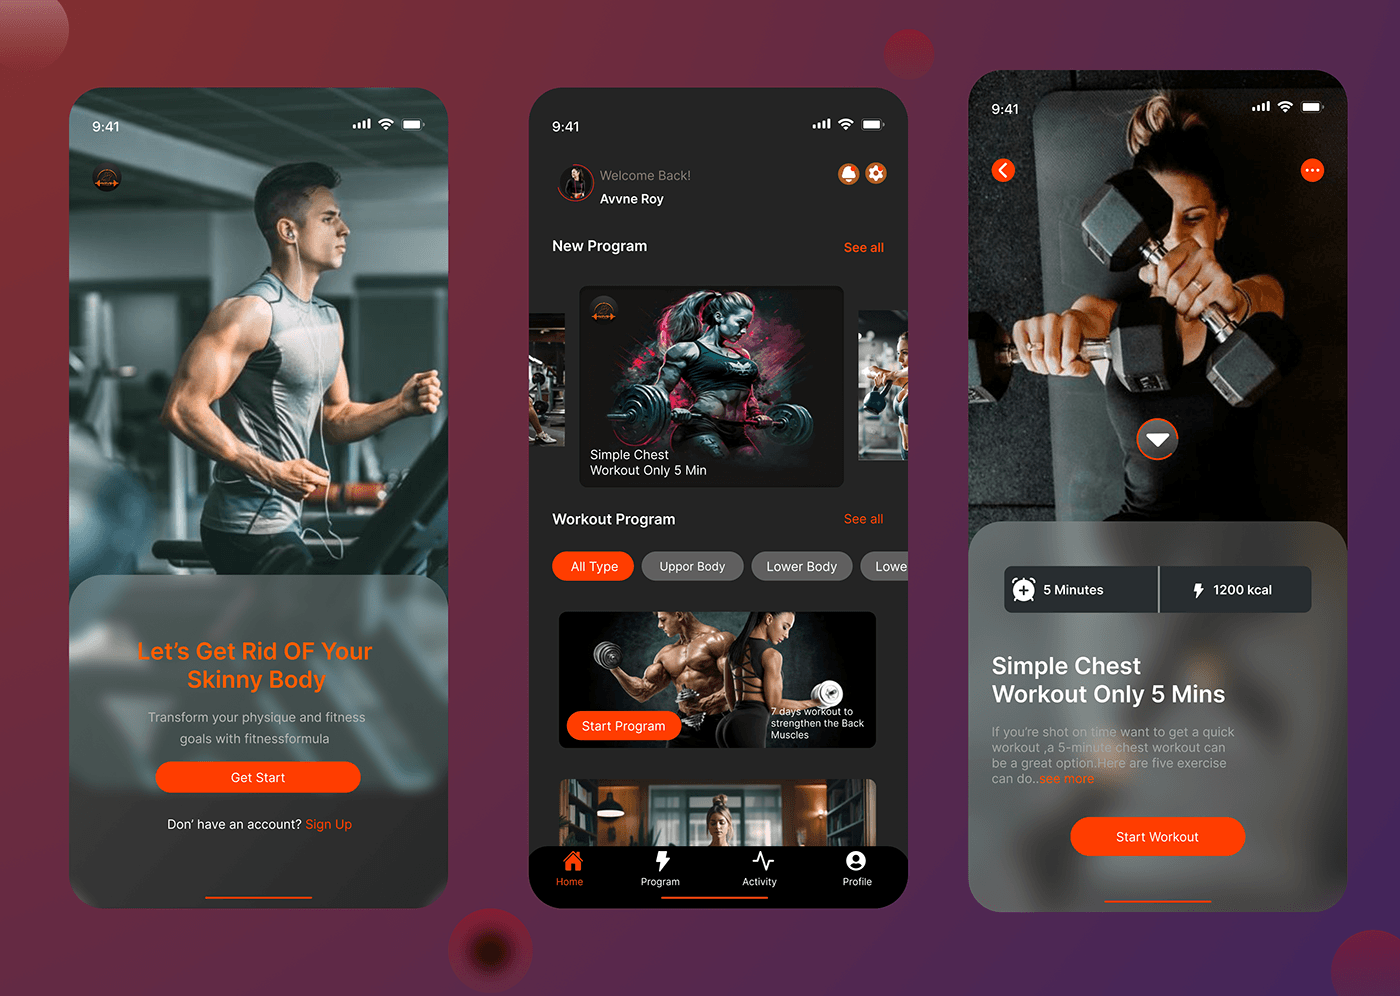 9:41
Let's Get Rid OF Your
Skinny Body
Transform your physique and fitness
goals with fitnessformula
Get Start
Don' have an account? Sign Up
9:41
Welcome Back!
Avvne Roy
New Program
See all
Simple Chest
Workout Only 5 Min
Workout Program
See all
All Type
Uppor Body
Lower Body
Lowe
Start Program
7 days workout to
strengthen the Back
Muscles
Home
Program
Activity
Profile
9:41
5 Minutes
1200 kcal
Simple Chest
Workout Only 5 Mins
If you're shot on time want to get a quick
workout ,a 5-minute chest workout can
be a great option.Here are five exercise
can do..see more
Start Workout